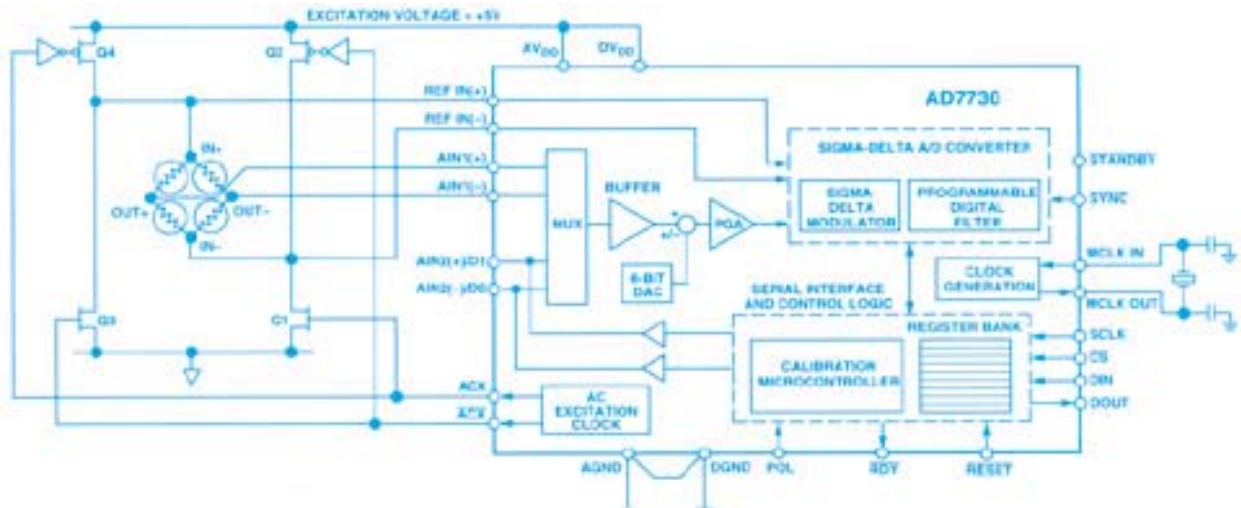 EXCITATION VOLTAGE = +5V
AVDD
DVDD
Q4
Q2
AD7730
REF IN(+)
REF IN(–)
SIGMA-DELTA A/D CONVERTER
STANDBY
IN+
AIN1(+)
AIN1(–)
BUFFER
SIGMA
DELTA
MODULATOR
PROGRAMMABLE
DIGITAL
FILTER
SYNC
OUT+
OUT–
MUX
+
+/–
PGA
IN–
MCLK IN
AIN2(+)/D1
6-BIT
DAC
SERIAL INTERFACE
AND CONTROL LOGIC
CLOCK
GENERATION
AIN2(–)/D0
MCLK OUT
Q3
Q1
REGISTER BANK
SCLK
CS
CALIBRATION
MICROCONTROLLER
DIN
ACX
AC
EXCITATION
CLOCK
DOUT
ACX
AGND
DGND
POL
RDY
RESET